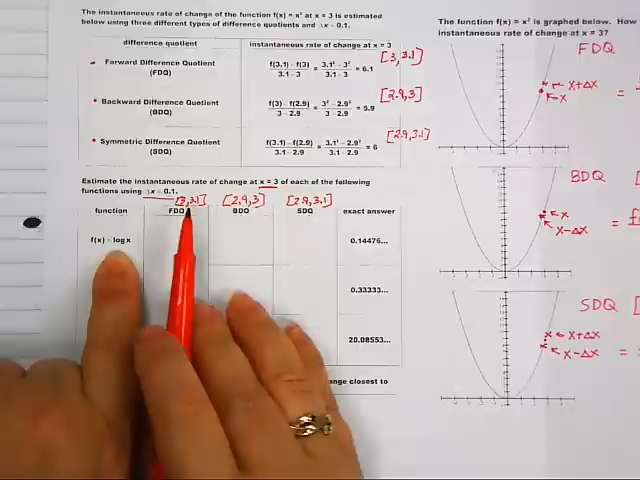 The instantaneous rate of change of the function f(x) = x² at x = 3 is estimated
below using three different types of difference quotients and Δx = 0.1.
difference quotient instantaneous rate of change at x = 3
Forward Difference Quotient
(FDQ)
f(3.1) – f(3) / 3.1 – 3 = 3.1² – 3² / 3.1 – 3 = 6.1
[3, 3.1]
Backward Difference Quotient
(BDQ)
f(3) – f(2.9) / 3 – 2.9 = 3² – 2.9² / 3 – 2.9 = 5.9
[2.9, 3]
Symmetric Difference Quotient
(SDQ)
f(3.1) – f(2.9) / 3.1 – 2.9 = 3.1² – 2.9² / 3.1 – 2.9 = 6
[2.9, 3.1]
Estimate the instantaneous rate of change at x = 3 of each of the following
functions using Δx = 0.1.
[3, 3.1] [2.9, 3] [2.9, 3.1]
function FDQ BDQ SDQ exact answer
f(x) = log x 0.14476...
0.33333...
20.08553...
nge closest to
The function f(x) = x² is graphed below. How
instantaneous rate of change at x = 3?
FDQ
x+Δx
x
=
BDQ
x
x-Δx
=
SDQ
x+Δx
x-Δx
=